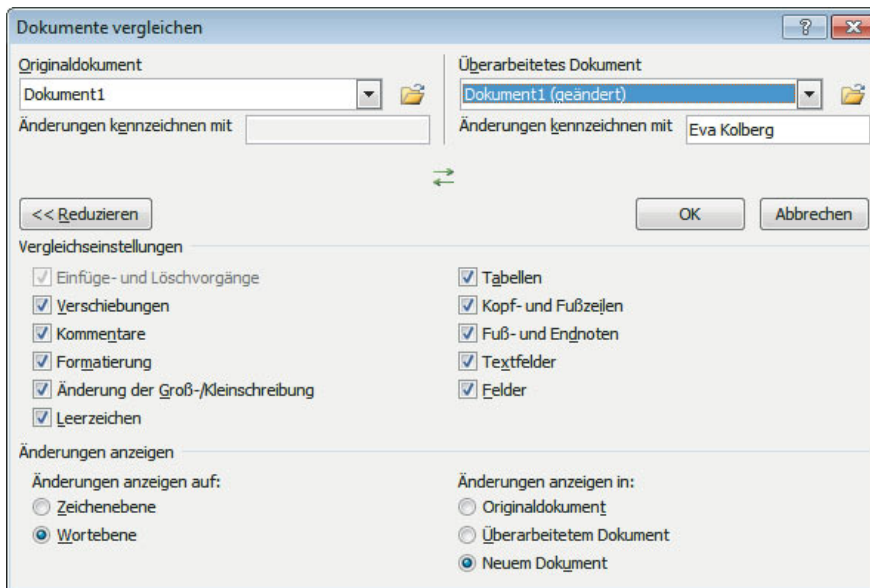 Dokumente vergleichen
Originaldokument
Dokument1
Änderungen kennzeichnen mit
Überarbeitetes Dokument
Dokument1 (geändert)
Änderungen kennzeichnen mit Eva Kolberg
<< Reduzieren
OK
Abbrechen
Vergleichseinstellungen
Einfüge- und Löschvorgänge
Verschiebungen
Kommentare
Formatierung
Änderung der Groß-/Kleinschreibung
Leerzeichen
Tabellen
Kopf- und Fußzeilen
Fuß- und Endnoten
Textfelder
Felder
Änderungen anzeigen
Änderungen anzeigen auf:
Zeichenebene
Wortebene
Änderungen anzeigen in:
Originaldokument
Überarbeitetem Dokument
Neuem Dokument